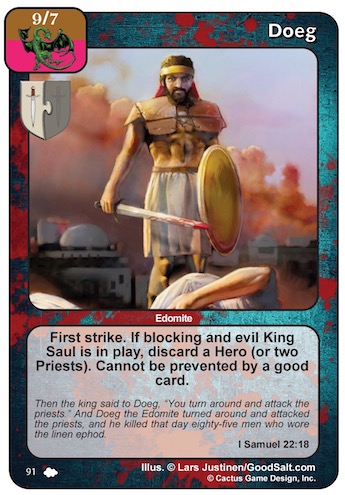 9/7
Doeg
Edomite
First strike. If blocking and evil King
Saul is in play, discard a Hero (or two
Priests). Cannot be prevented by a good
card.
Then the king said to Doeg, “You turn around and attack the
priests.” And Doeg the Edomite turned around and attacked
the priests, and he killed that day eighty-five men who wore
the linen ephod.
I Samuel 22:18
91
Illus. © Lars Justinen/GoodSalt.com
© Cactus Game Design, Inc.